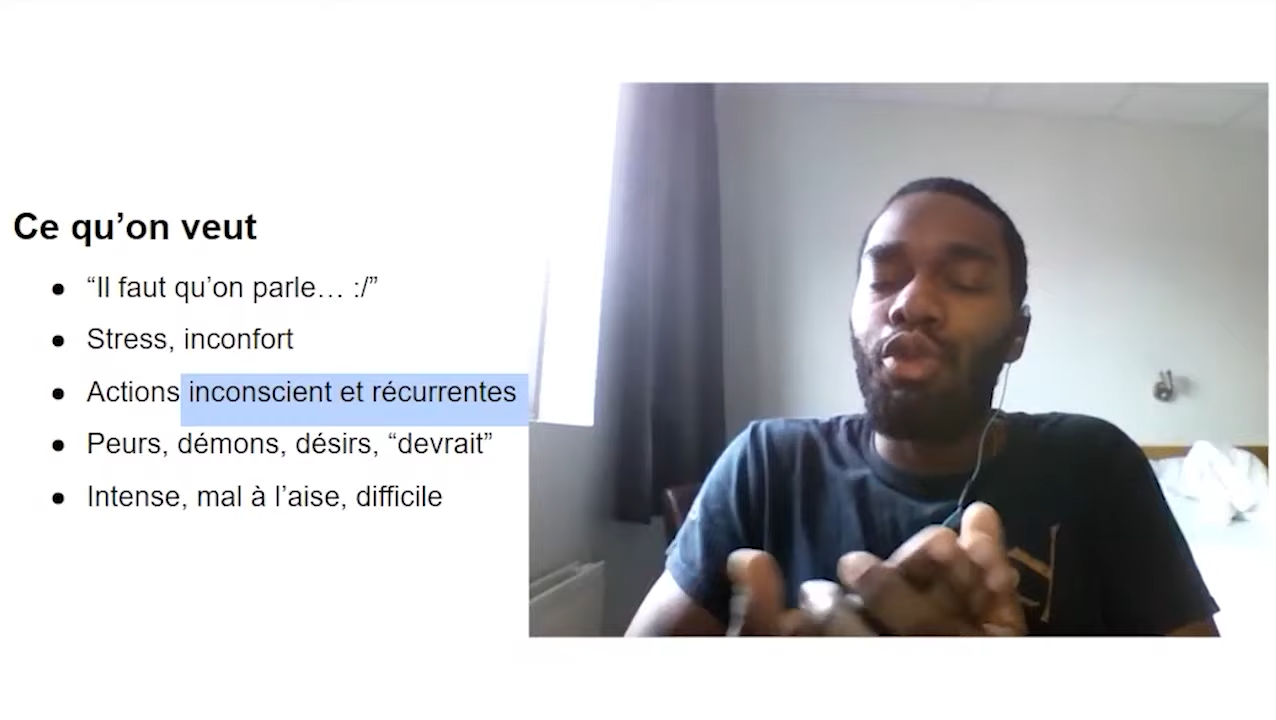 Ce qu’on veut
“Il faut qu’on parle… :/”
Stress, inconfort
Actions inconscient et récurrentes
Peurs, démons, désirs, “devrait”
Intense, mal à l’aise, difficile